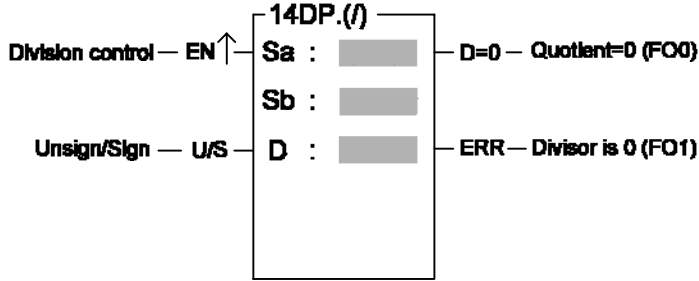 14DP.(/)
Division control EN↑ Sa : D=0 Quotient=0 (FO0)
Sb :
Unsign/Sign U/S D : ERR Divisor is 0 (FO1)